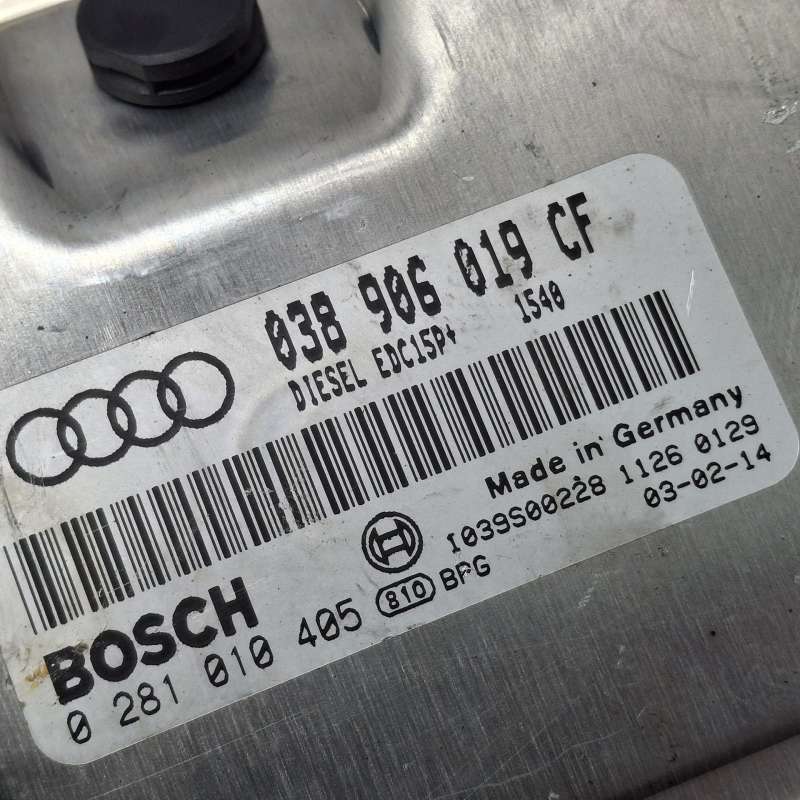 038 906 019 CF
DIESEL EDC15P+ 1540
Made in Germany
BOSCH
1039S00228 1126 0129
0 281 010 405 810 BPG 03-02-14